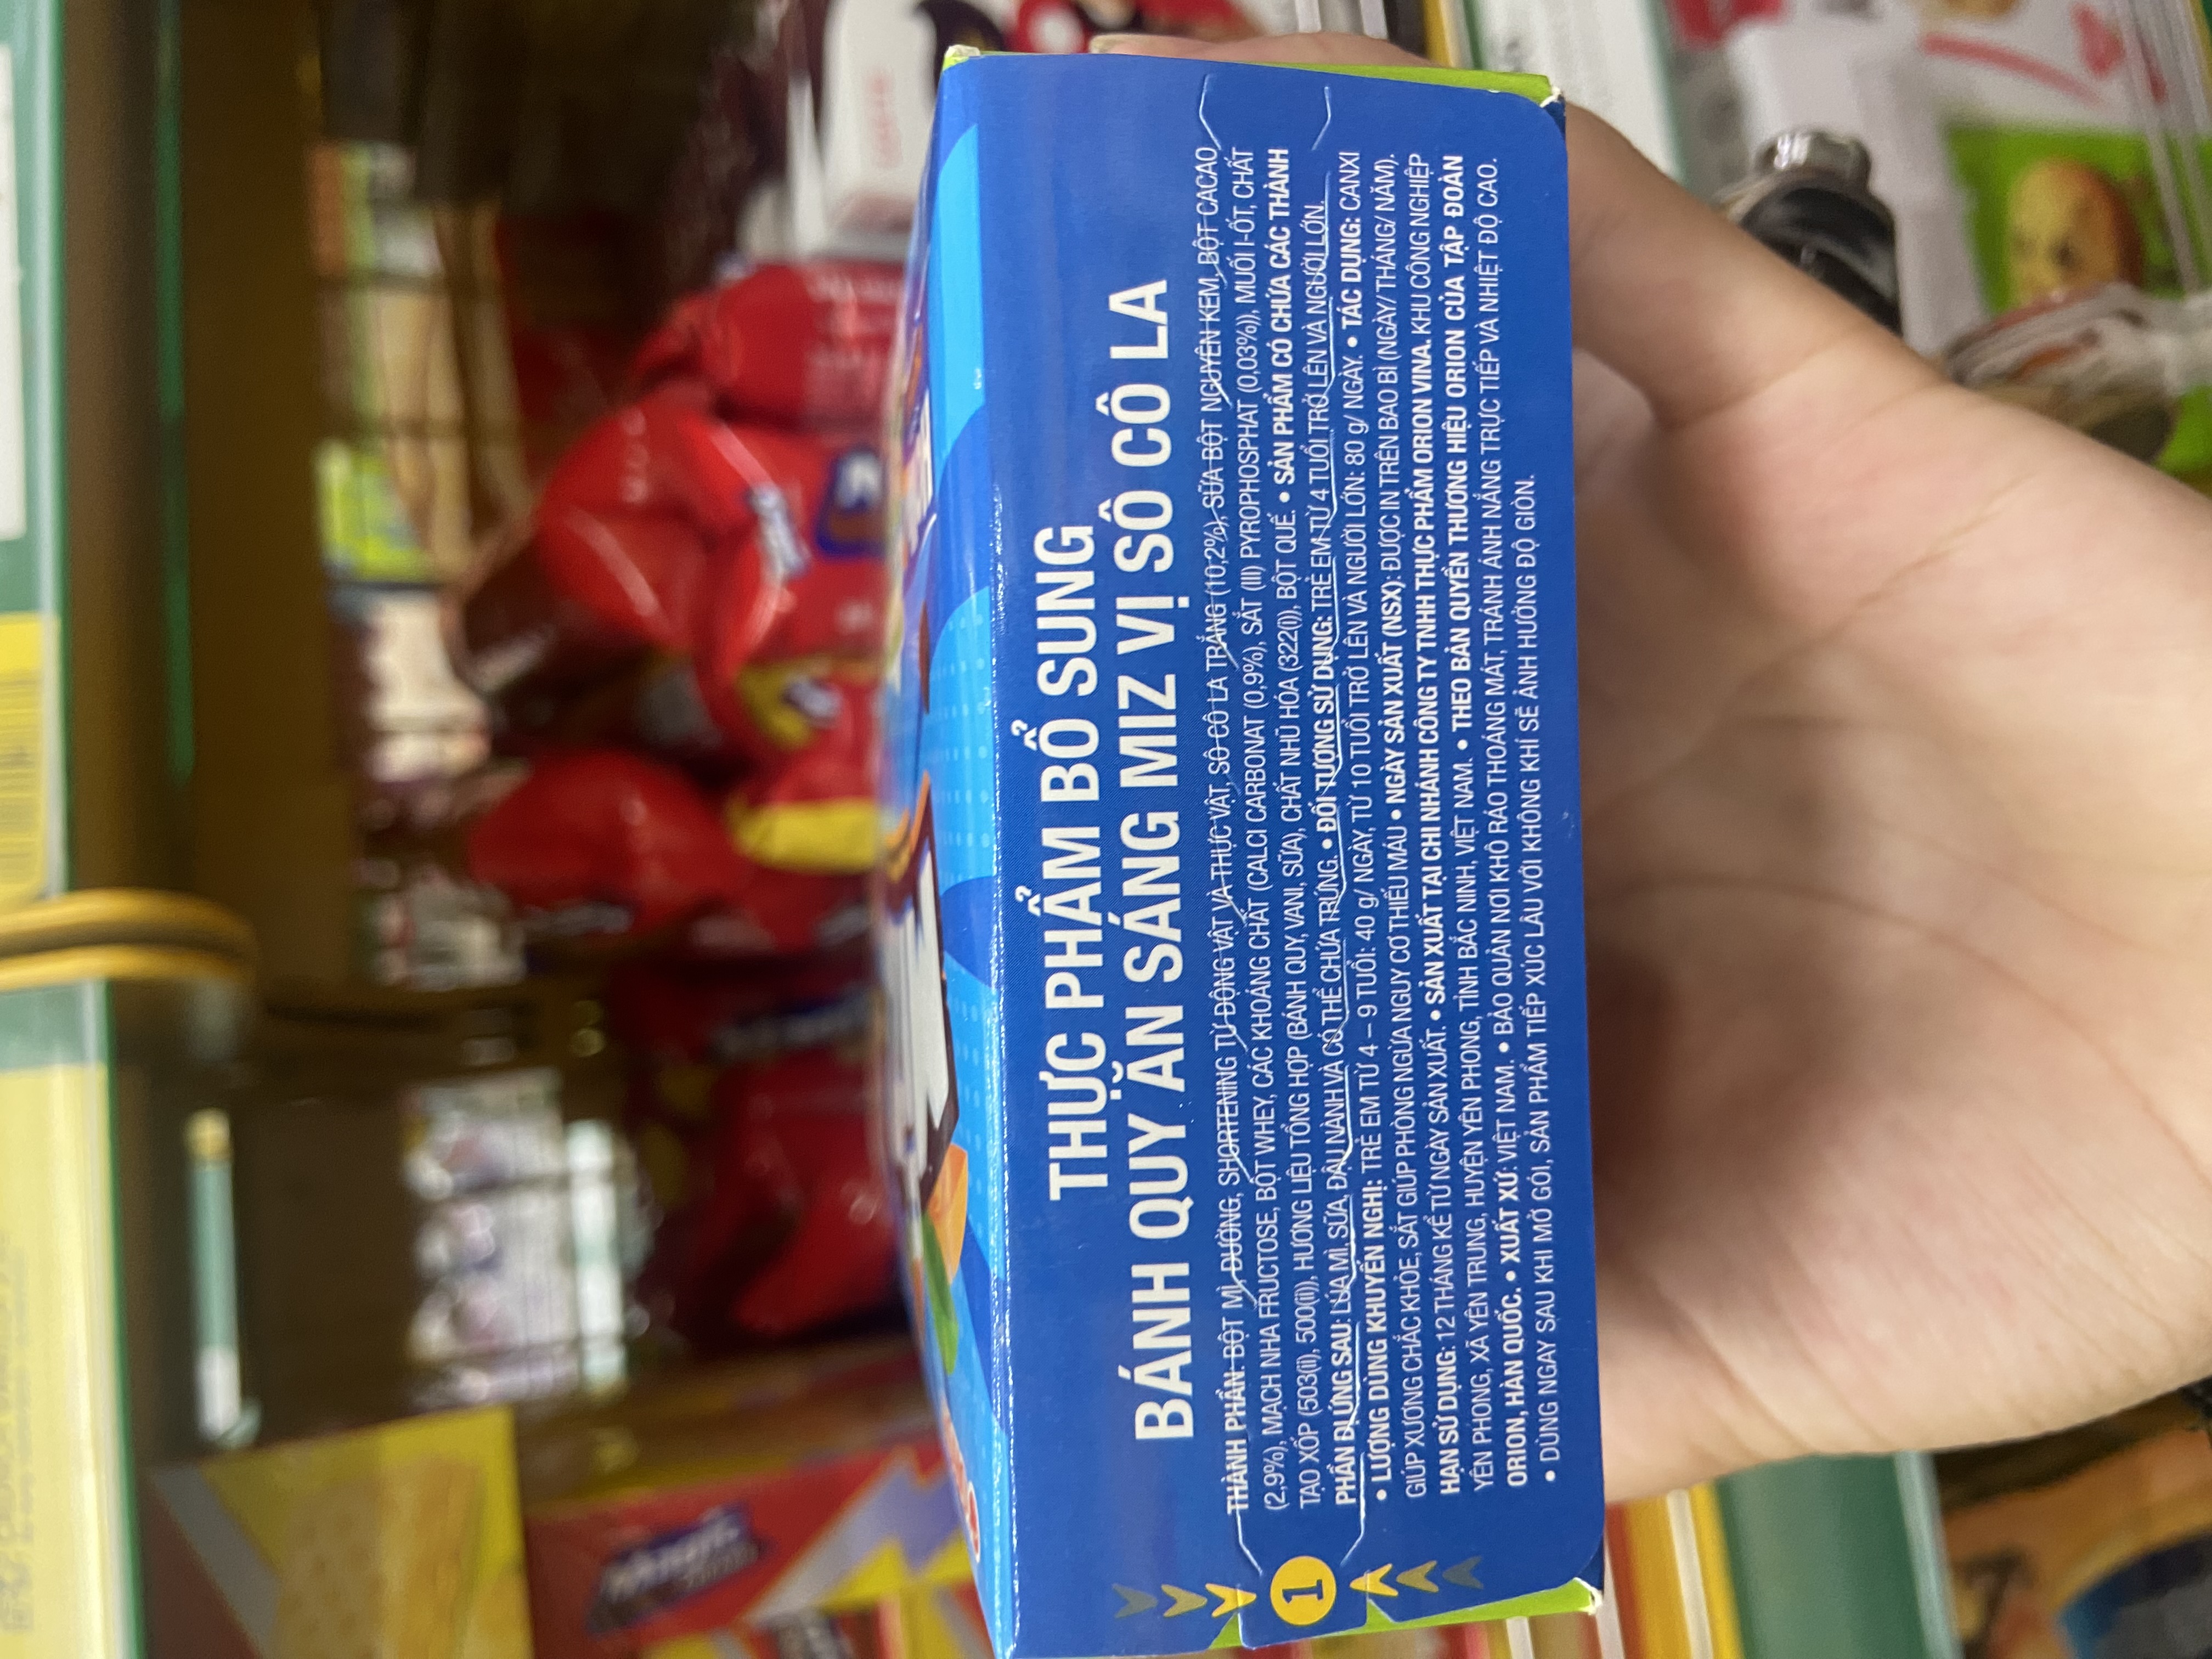 THỰC PHẨM BỔ SUNG
BÁNH QUY ĂN SÁNG MIZ VỊ SÔ CÔ LA
THÀNH PHẦN: BỘT MÌ, ĐƯỜNG, SHORTENING TỪ ĐỘNG VẬT VÀ THỰC VẬT, SÔ CÔ LA TRẮNG (10,2%), SỮA BỘT NGUYÊN KEM, BỘT CACAO
(2,9%), MẠCH NHA FRUCTOSE, BỘT WHEY, CÁC KHOÁNG CHẤT (CALCI CARBONAT (0,9%), SẮT (III) PYROPHOSPHAT (0,03%)), MUỐI I-ỐT, CHẤT
TẠO XỐP (503(ii), 500(ii)), HƯƠNG LIỆU TỔNG HỢP (BÁNH QUY, VANI, SỮA), CHẤT NHŨ HÓA (322(i)), BỘT QUẾ. • SẢN PHẨM CÓ CHỨA CÁC THÀNH
PHẦN DỊ ỨNG SAU: LÚA MÌ, SỮA, ĐẬU NÀNH VÀ CÓ THỂ CHỨA TRỨNG. • ĐỐI TƯỢNG SỬ DỤNG: TRẺ EM TỪ 4 TUỔI TRỞ LÊN VÀ NGƯỜI LỚN.
• LƯỢNG DÙNG KHUYẾN NGHỊ: TRẺ EM TỪ 4 – 9 TUỔI: 40 g/ NGÀY, TỪ 10 TUỔI TRỞ LÊN VÀ NGƯỜI LỚN: 80 g/ NGÀY. • TÁC DỤNG: CANXI
GIÚP XƯƠNG CHẮC KHỎE, SẮT GIÚP PHÒNG NGỪA NGUY CƠ THIẾU MÁU • NGÀY SẢN XUẤT (NSX): ĐƯỢC IN TRÊN BAO BÌ (NGÀY/ THÁNG/ NĂM).
HẠN SỬ DỤNG: 12 THÁNG KỂ TỪ NGÀY SẢN XUẤT. • SẢN XUẤT TẠI CHI NHÁNH CÔNG TY TNHH THỰC PHẨM ORION VINA. KHU CÔNG NGHIỆP
YÊN PHONG, XÃ YÊN TRUNG, HUYỆN YÊN PHONG, TỈNH BẮC NINH, VIỆT NAM. • THEO BẢN QUYỀN THƯƠNG HIỆU ORION CỦA TẬP ĐOÀN
ORION, HÀN QUỐC. • XUẤT XỨ: VIỆT NAM. • BẢO QUẢN NƠI KHÔ RÁO THOÁNG MÁT, TRÁNH ÁNH NẮNG TRỰC TIẾP VÀ NHIỆT ĐỘ CAO.
• DÙNG NGAY SAU KHI MỞ GÓI, SẢN PHẨM TIẾP XÚC LÂU VỚI KHÔNG KHÍ SẼ ẢNH HƯỞNG ĐỘ GIÒN.
1